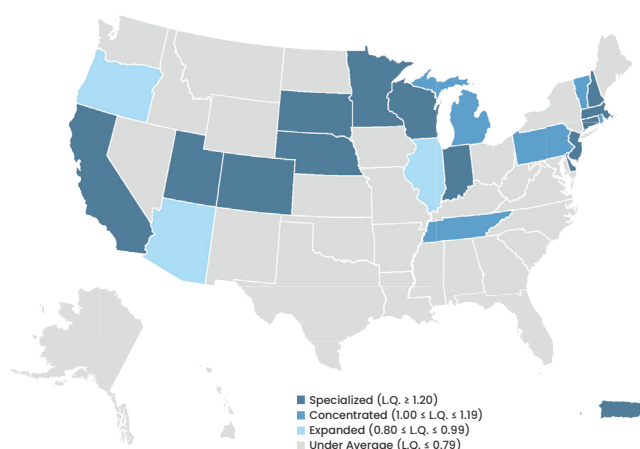 Specialized (L.Q. ≥ 1.20)
Concentrated (1.00 ≤ L.Q. ≤ 1.19)
Expanded (0.80 ≤ L.Q. ≤ 0.99)
Under Average (L.Q. ≤ 0.79)